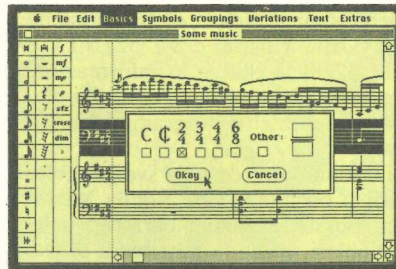 File Edit Basics Symbols Groupings Variations Text Extras
Some music
f
mf
mp
p
sfz
cresc
dim
C ¢ 2/4 3/4 4/4 6/8 Other:
Okay Cancel